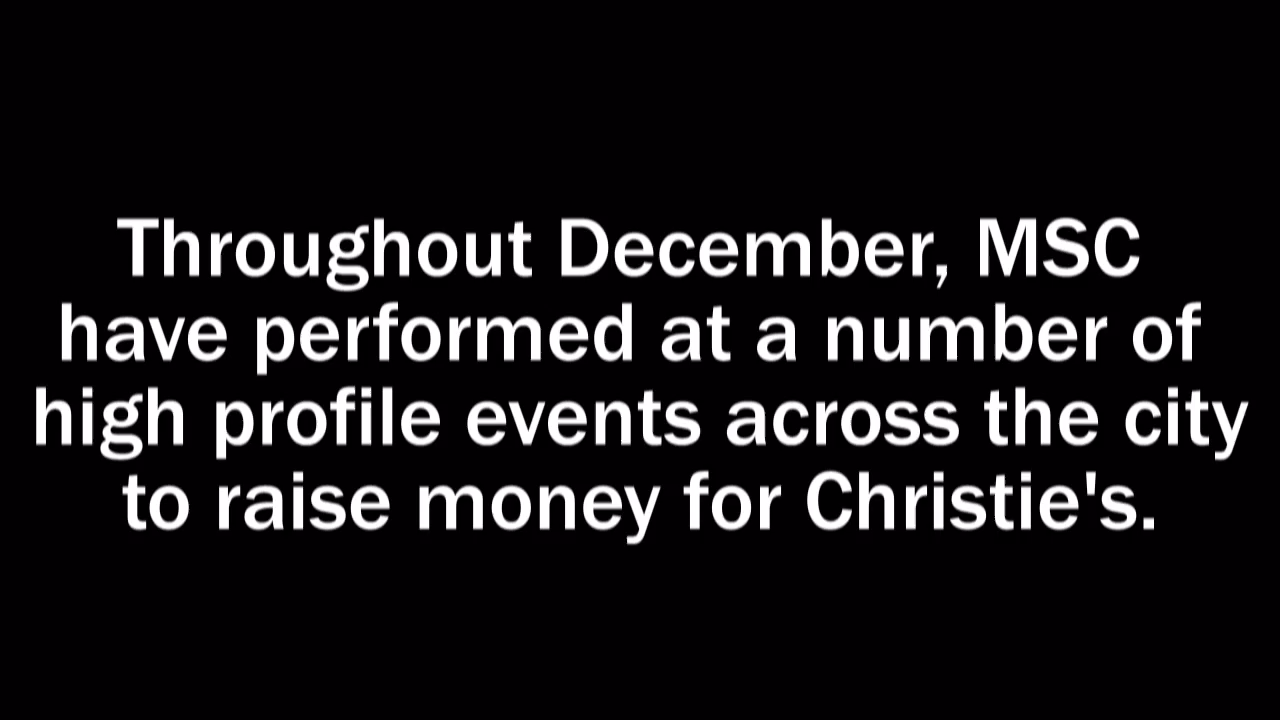 Throughout December, MSC
have performed at a number of
high profile events across the city
to raise money for Christie's.